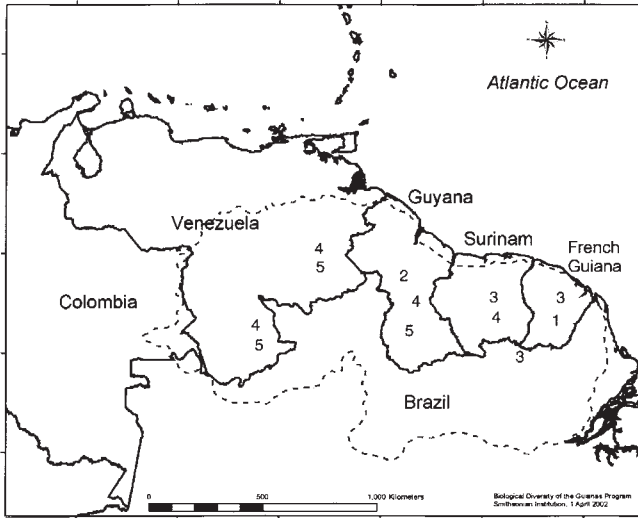 Atlantic Ocean
Guyana
Venezuela
Surinam
French
Guiana
4
5
2
Colombia
3
3
4
4
1
4
5
5
3
Brazil
0
500
1,000 Kilometers
Biological Diversity of the Guianas Program
Smithsonian Institution, 1 April 2002